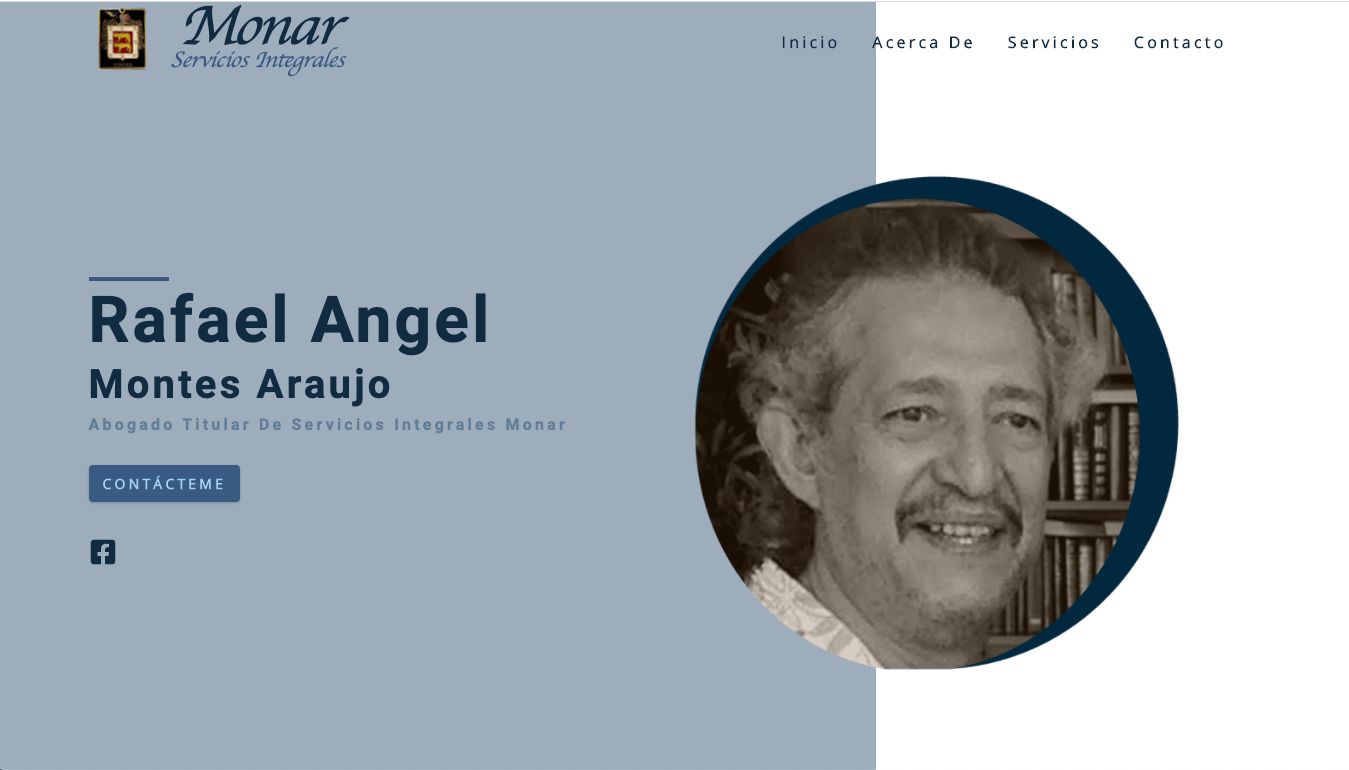 Monar
Servicios Integrales
Inicio Acerca De Servicios Contacto
Rafael Angel
Montes Araujo
Abogado Titular De Servicios Integrales Monar
CONTÁCTEME